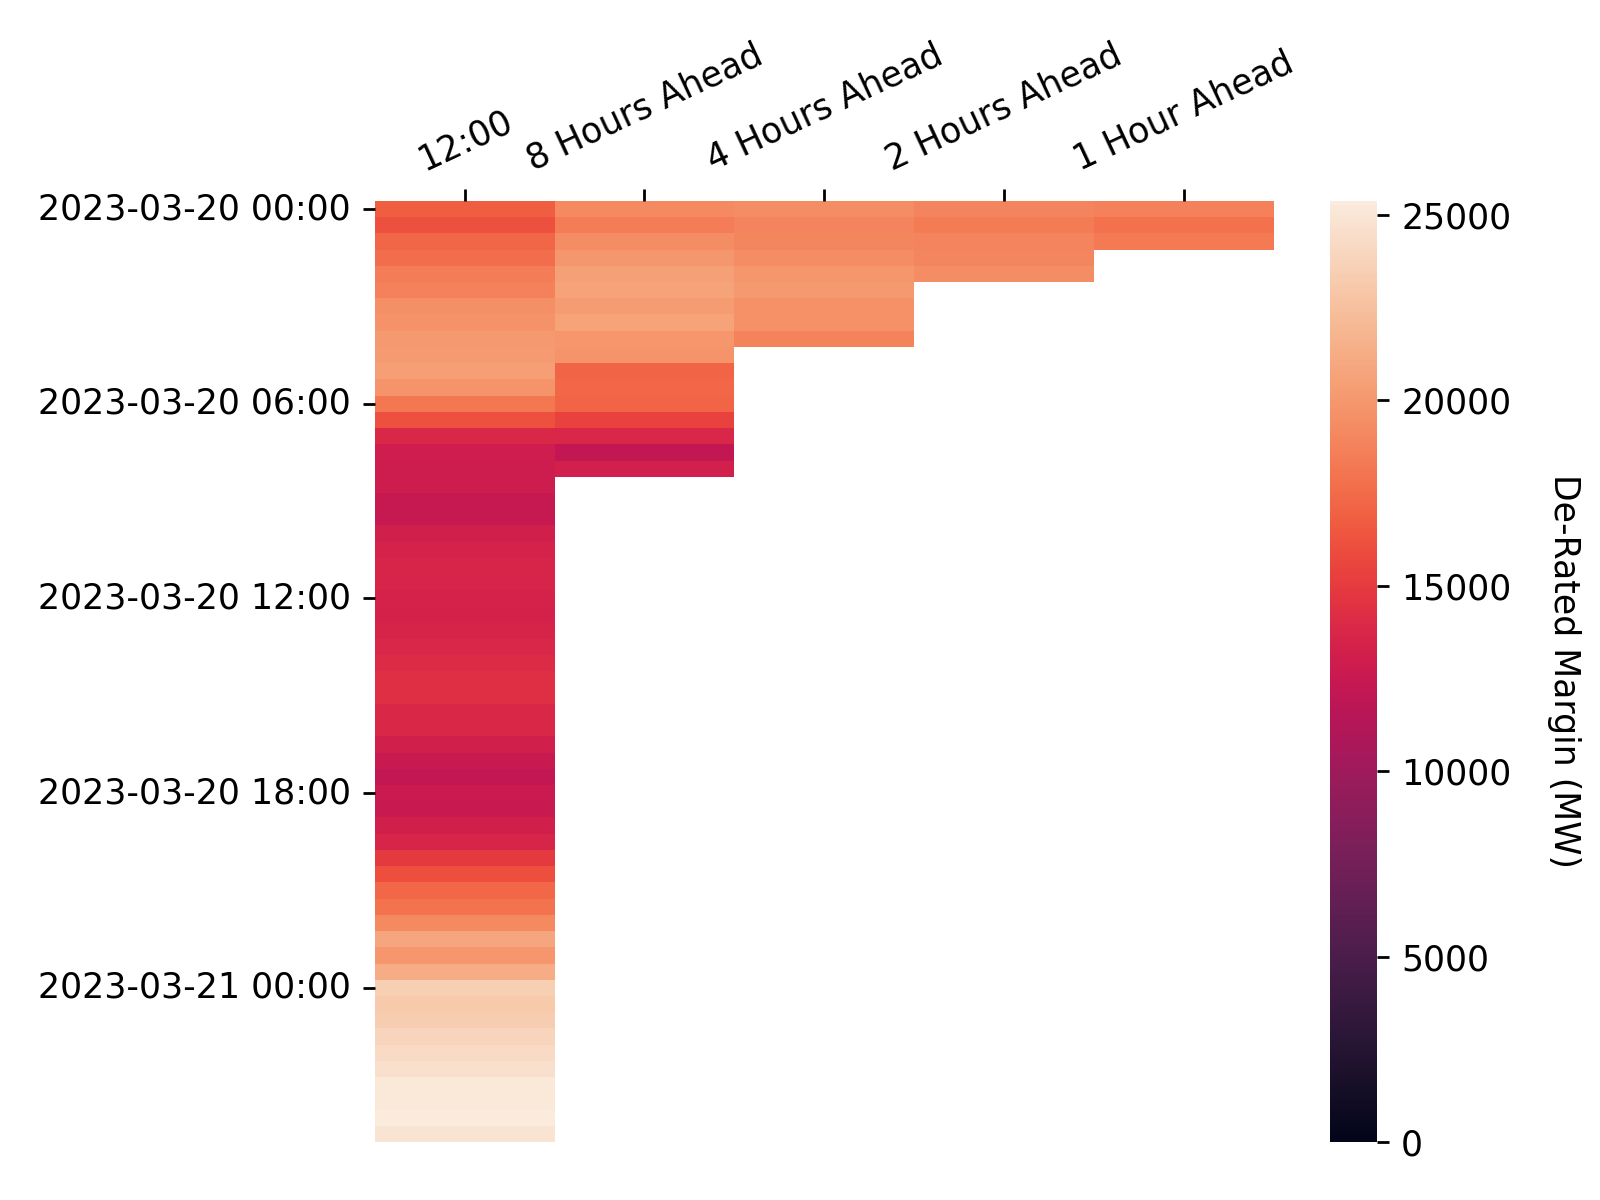 12:00
8 Hours Ahead
4 Hours Ahead
2 Hours Ahead
1 Hour Ahead
2023-03-20 00:00
2023-03-20 06:00
2023-03-20 12:00
2023-03-20 18:00
2023-03-21 00:00
25000
20000
15000
10000
5000
0
De-Rated Margin (MW)